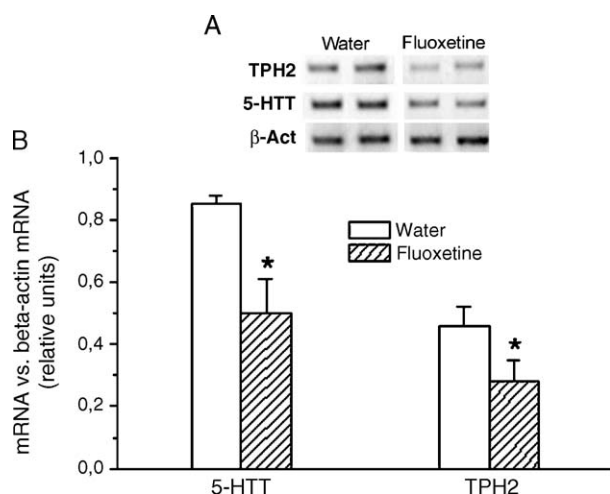 A
Water Fluoxetine
TPH2
5-HTT
β-Act
B
mRNA vs. beta-actin mRNA
(relative units)
1,0
0,8
0,6
0,4
0,2
0,0
Water
Fluoxetine
*
*
5-HTT TPH2